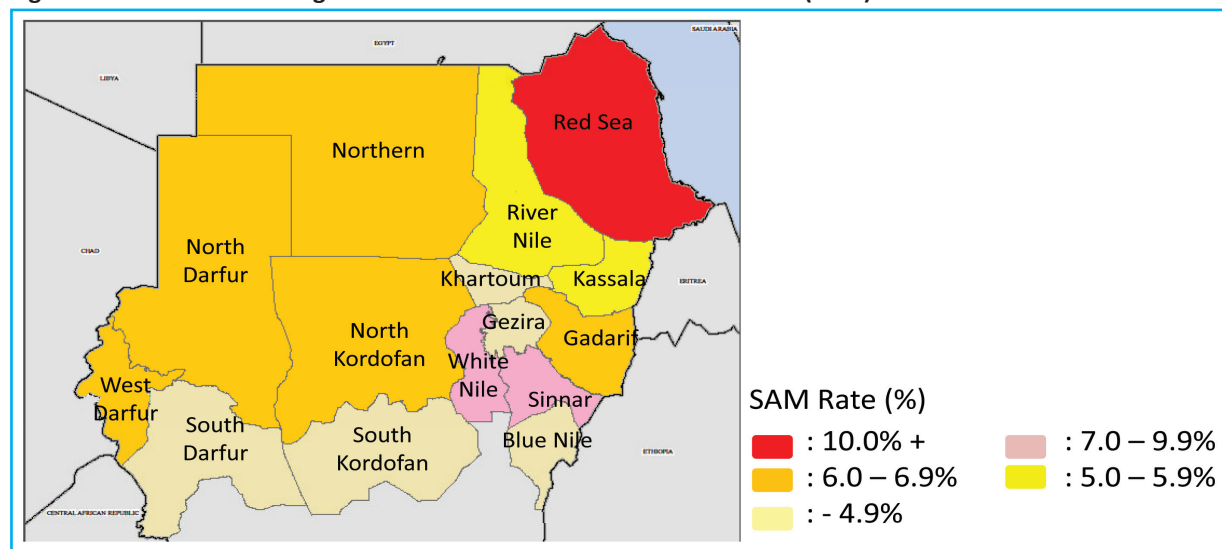 EGYPT
SAUDI ARABIA
LIBYA
Red Sea
Northern
River
Nile
CHAD
North
Darfur
Khartoum
Kassala
ERITREA
Gezira
North
Kordofan
Gadarif
White
Nile
West
Darfur
Sinnar
South
Darfur
South
Kordofan
Blue Nile
ETHIOPIA
CENTRAL AFRICAN REPUBLIC
SAM Rate (%)
: 10.0% +
: 7.0 – 9.9%
: 6.0 – 6.9%
: 5.0 – 5.9%
: - 4.9%